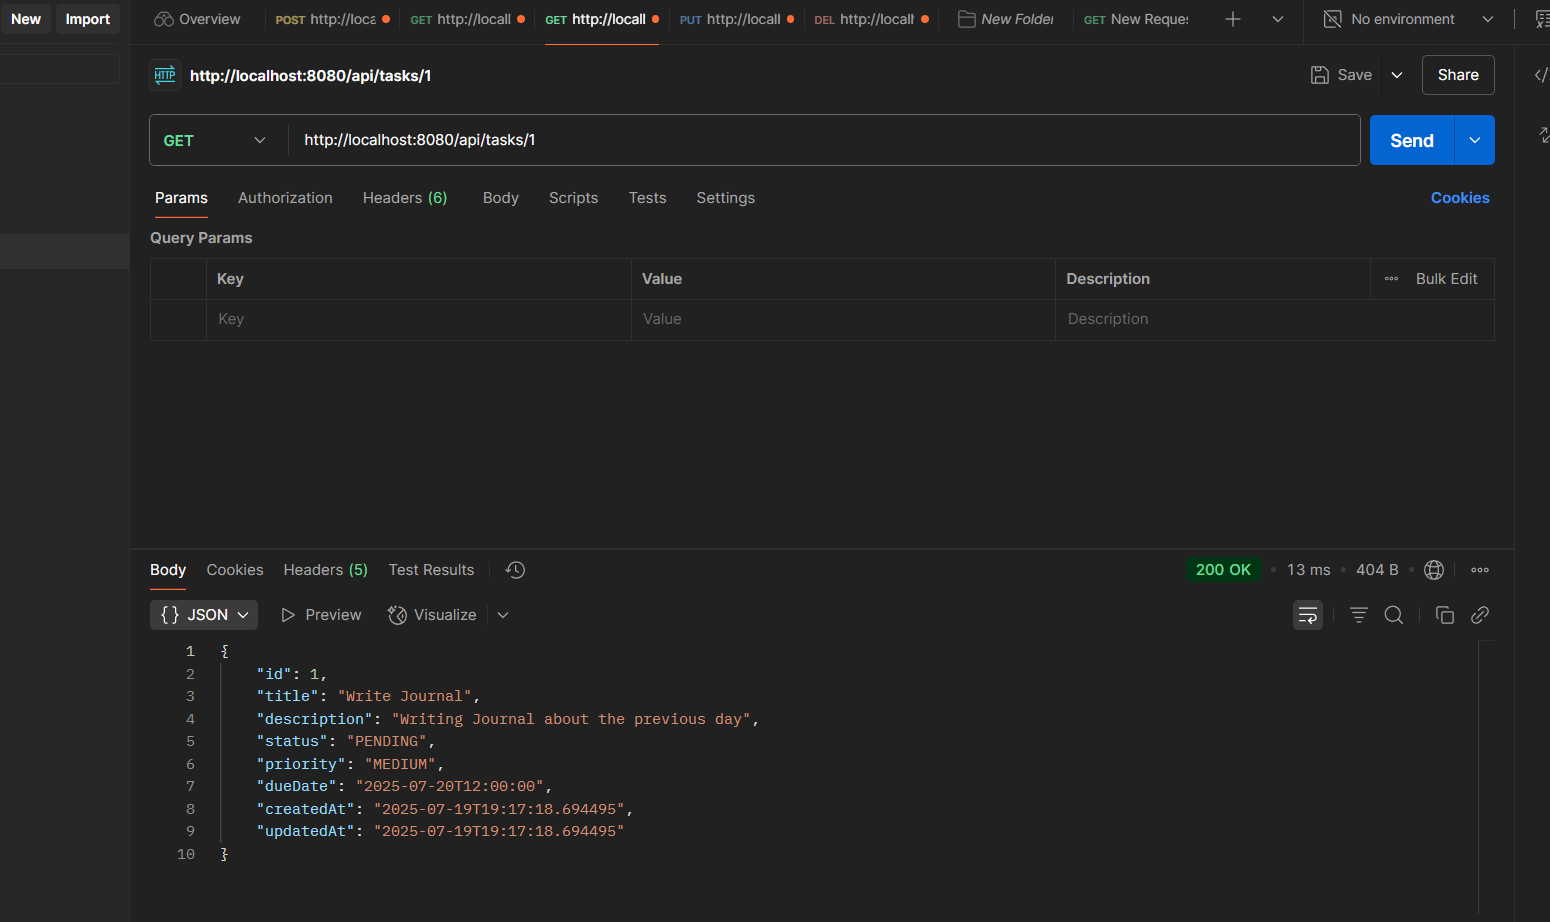 New Import Overview POST http://loca GET http://locall GET http://locall PUT http://locall DEL http://localh New Folder GET New Reques No environment
HTTP http://localhost:8080/api/tasks/1 Save Share
GET http://localhost:8080/api/tasks/1 Send
Params Authorization Headers (6) Body Scripts Tests Settings Cookies
Query Params
Key Value Description Bulk Edit
Key Value Description
Body Cookies Headers (5) Test Results 200 OK 13 ms 404 B
{} JSON Preview Visualize
1 {
2 "id": 1,
3 "title": "Write Journal",
4 "description": "Writing Journal about the previous day",
5 "status": "PENDING",
6 "priority": "MEDIUM",
7 "dueDate": "2025-07-20T12:00:00",
8 "createdAt": "2025-07-19T19:17:18.694495",
9 "updatedAt": "2025-07-19T19:17:18.694495"
10 }